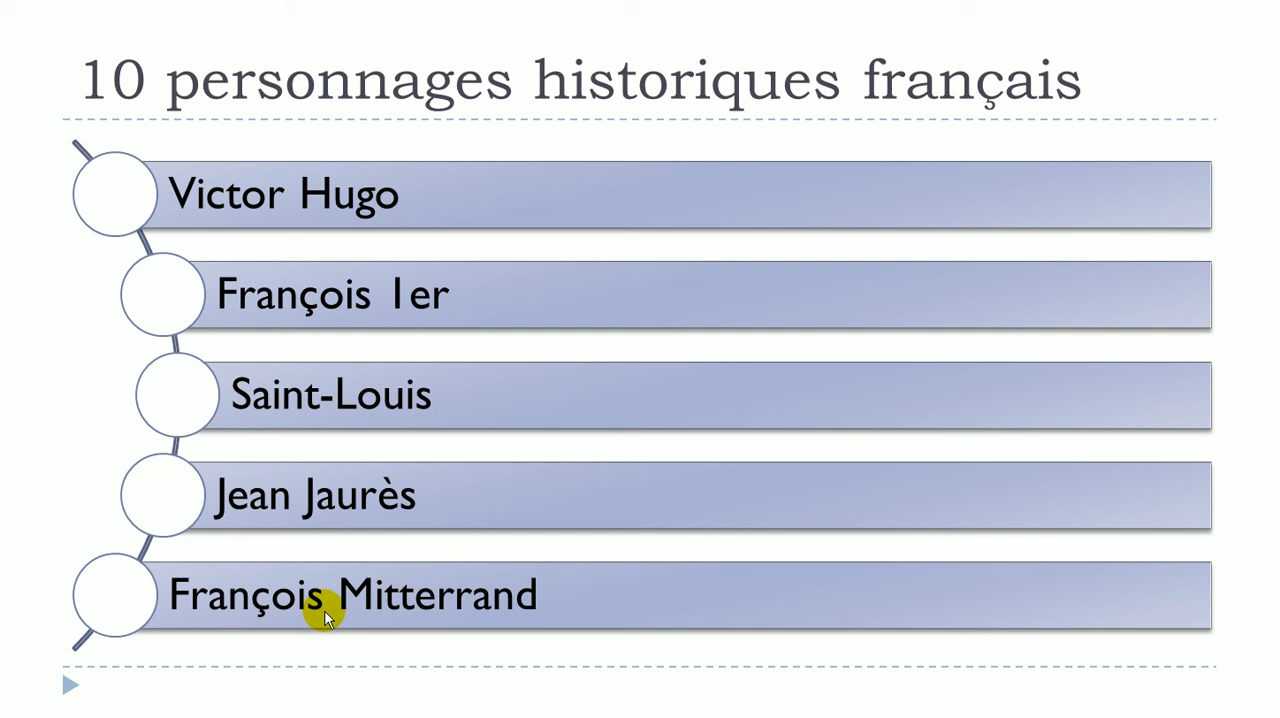 10 personnages historiques français
Victor Hugo
François 1er
Saint-Louis
Jean Jaurès
François Mitterrand